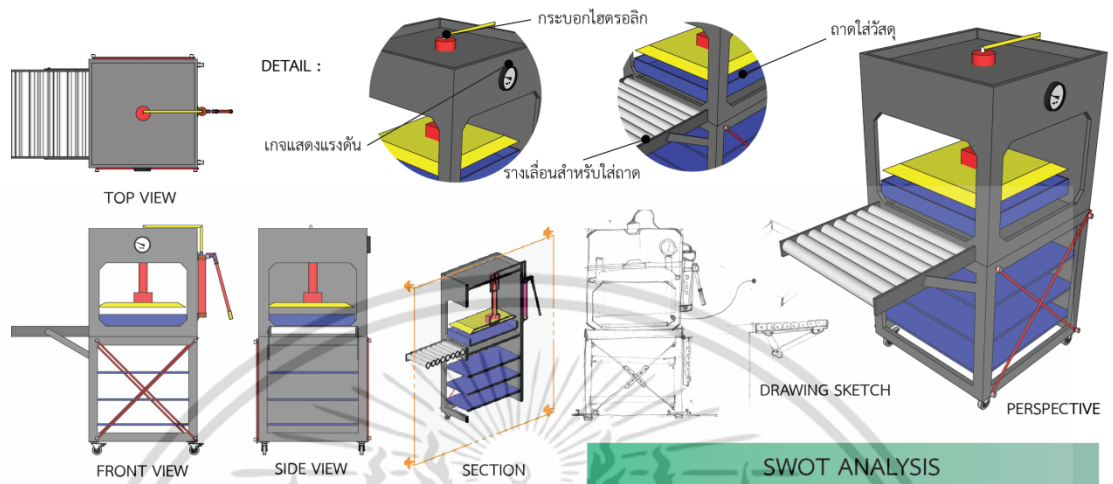 กระบอกไฮดรอลิก
ถาดใส่วัสดุ
DETAIL :
เกจแสดงแรงดัน
รางเลื่อนสำหรับใส่ถาด
TOP VIEW
DRAWING SKETCH
PERSPECTIVE
FRONT VIEW
SIDE VIEW
SECTION
SWOT ANALYSIS